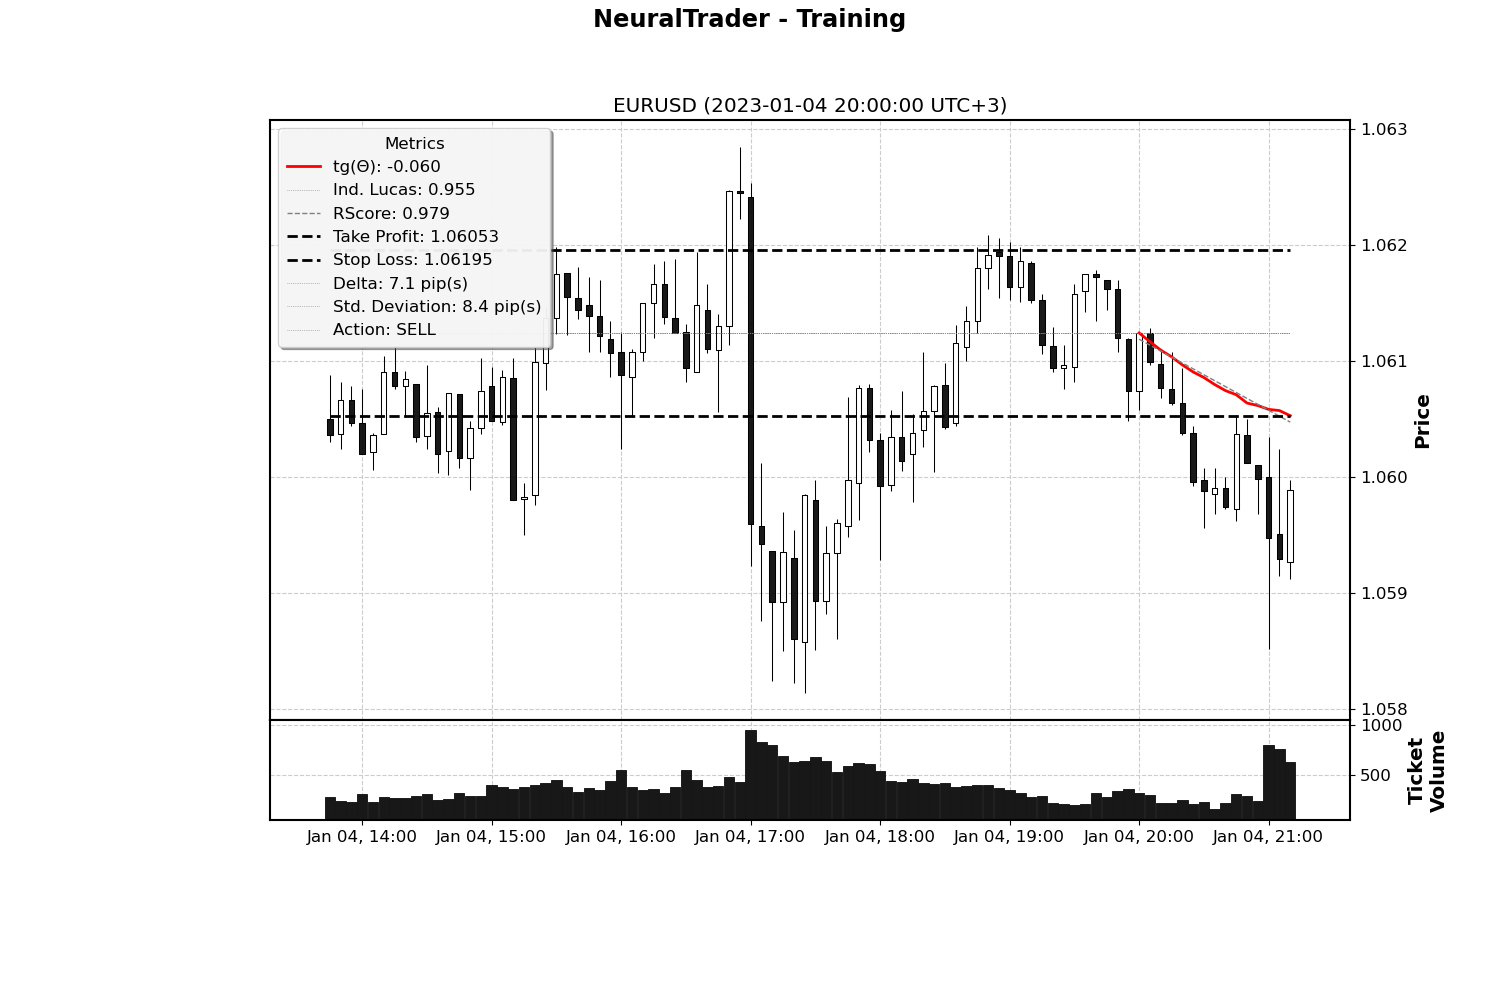 NeuralTrader - Training
EURUSD (2023-01-04 20:00:00 UTC+3)
Metrics
tg(Θ): -0.060
Ind. Lucas: 0.955
RScore: 0.979
Take Profit: 1.06053
Stop Loss: 1.06195
Delta: 7.1 pip(s)
Std. Deviation: 8.4 pip(s)
Action: SELL
1.063
1.062
1.061
1.060
1.059
1.058
Price
1000
500
Ticket
Volume
Jan 04, 14:00
Jan 04, 15:00
Jan 04, 16:00
Jan 04, 17:00
Jan 04, 18:00
Jan 04, 19:00
Jan 04, 20:00
Jan 04, 21:00